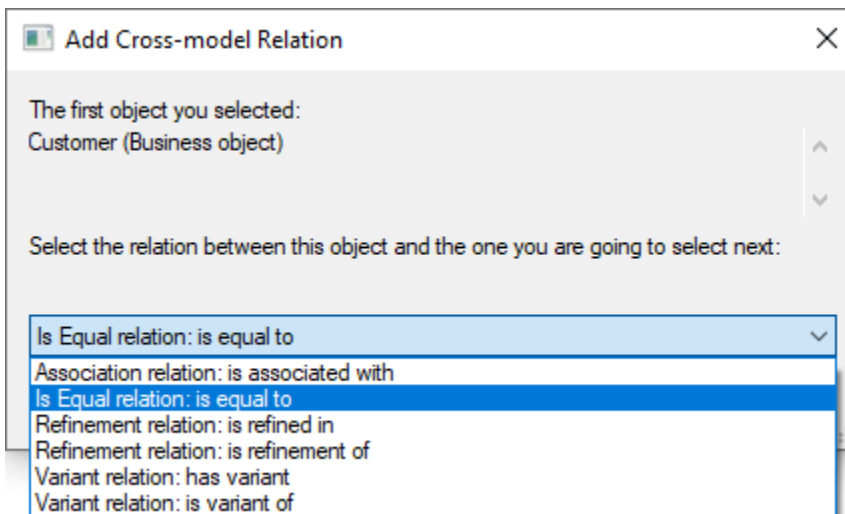 Add Cross-model Relation
The first object you selected:
Customer (Business object)
Select the relation between this object and the one you are going to select next:
Is Equal relation: is equal to
Association relation: is associated with
Is Equal relation: is equal to
Refinement relation: is refined in
Refinement relation: is refinement of
Variant relation: has variant
Variant relation: is variant of